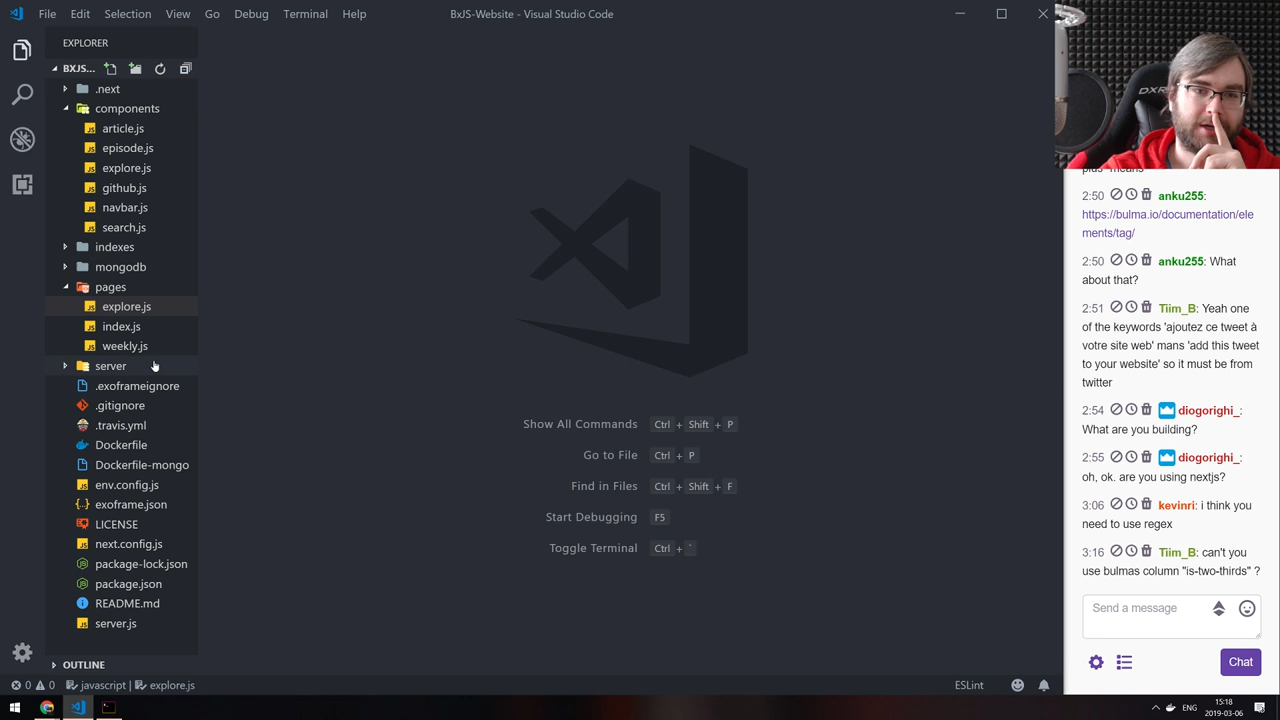 File Edit Selection View Go Debug Terminal Help
BxJS-Website - Visual Studio Code
EXPLORER
BXJS...
.next
components
article.js
episode.js
explore.js
github.js
navbar.js
search.js
indexes
mongodb
pages
explore.js
index.js
weekly.js
server
.exoframeignore
.gitignore
.travis.yml
Dockerfile
Dockerfile-mongo
env.config.js
exoframe.json
LICENSE
next.config.js
package-lock.json
package.json
README.md
server.js
OUTLINE
Show All Commands Ctrl + Shift + P
Go to File Ctrl + P
Find in Files Ctrl + Shift + F
Start Debugging F5
Toggle Terminal Ctrl + `
0 0 javascript | explore.js
ESLint
DXR
2:50 anku255:
https://bulma.io/documentation/ele
ments/tag/
2:50 anku255: What
about that?
2:51 Tiim_B: Yeah one
of the keywords 'ajoutez ce tweet à
votre site web' mans 'add this tweet
to your website' so it must be from
twitter
2:54 diogorighi_:
What are you building?
2:55 diogorighi_:
oh, ok. are you using nextjs?
3:06 kevinri: i think you
need to use regex
3:16 Tiim_B: can't you
use bulmas column "is-two-thirds" ?
Send a message
Chat
ENG
15:18
2019-03-06